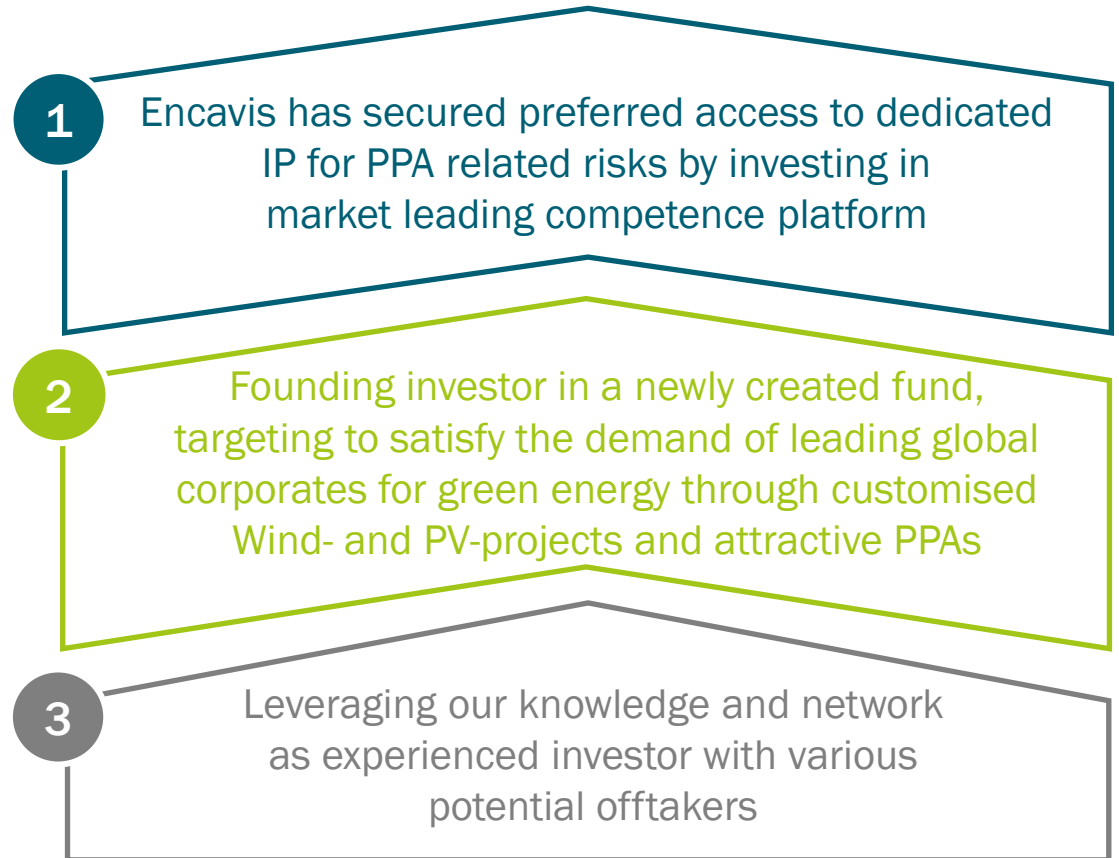 1
Encavis has secured preferred access to dedicated
IP for PPA related risks by investing in
market leading competence platform
2
Founding investor in a newly created fund,
targeting to satisfy the demand of leading global
corporates for green energy through customised
Wind- and PV-projects and attractive PPAs
3
Leveraging our knowledge and network
as experienced investor with various
potential offtakers